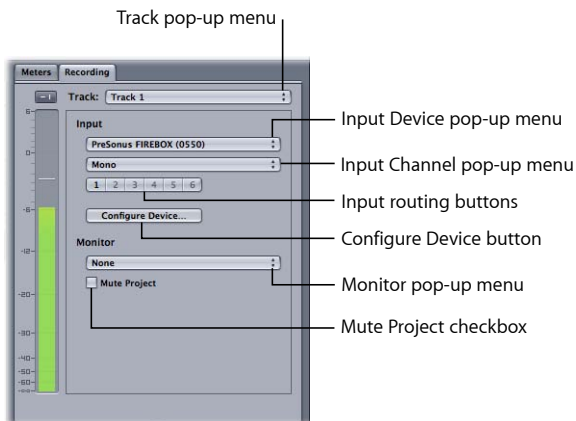 Track pop-up menu
Meters
Recording
-1
Track: Track 1
6
Input
PreSonus FIREBOX (0550)
Input Device pop-up menu
0
Mono
Input Channel pop-up menu
1 2 3 4 5 6
Input routing buttons
-6
Configure Device...
Configure Device button
Monitor
-12
None
Monitor pop-up menu
Mute Project
-20
Mute Project checkbox
-30
-40
-50
-60
-∞